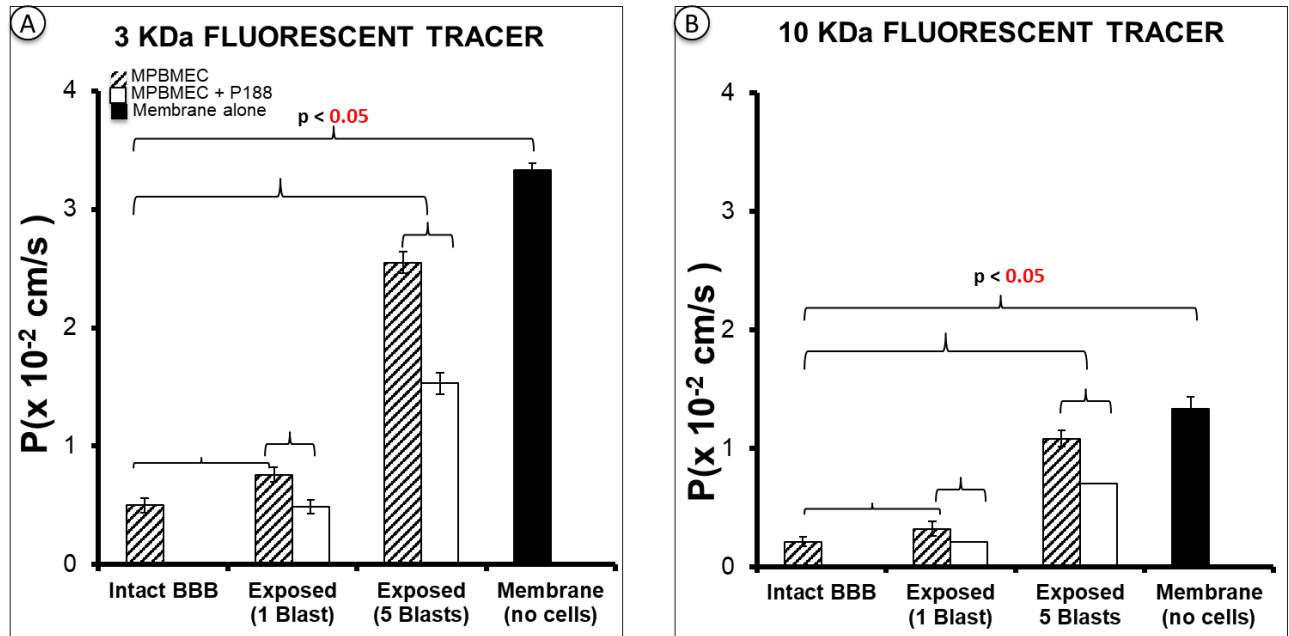 A
3 KDa FLUORESCENT TRACER
MPBMEC
MPBMEC + P188
Membrane alone
p < 0.05
4
3
2
1
0
P(x 10-2 cm/s )
Intact BBB
Exposed
(1 Blast)
Exposed
(5 Blasts)
Membrane
(no cells)
B
10 KDa FLUORESCENT TRACER
p < 0.05
4
3
2
1
0
P(x 10-2 cm/s )
Intact BBB
Exposed
(1 Blast)
Exposed
5 Blasts)
Membrane
(no cells)